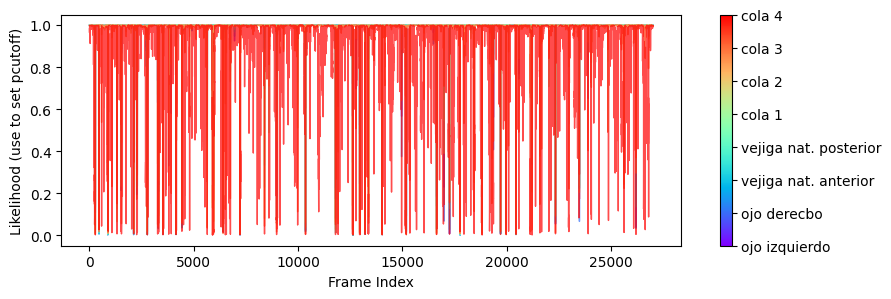 Likelihood (use to set pcutoff)
1.0
0.8
0.6
0.4
0.2
0.0
0
5000
10000
15000
20000
25000
Frame Index
cola 4
cola 3
cola 2
cola 1
vejiga nat. posterior
vejiga nat. anterior
ojo derecbo
ojo izquierdo